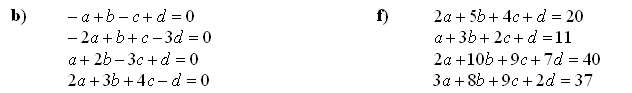 b) - a + b - c + d = 0
- 2a + b + c - 3d = 0
a + 2b - 3c + d = 0
2a + 3b + 4c - d = 0
f) 2a + 5b + 4c + d = 20
a + 3b + 2c + d = 11
2a + 10b + 9c + 7d = 40
3a + 8b + 9c + 2d = 37